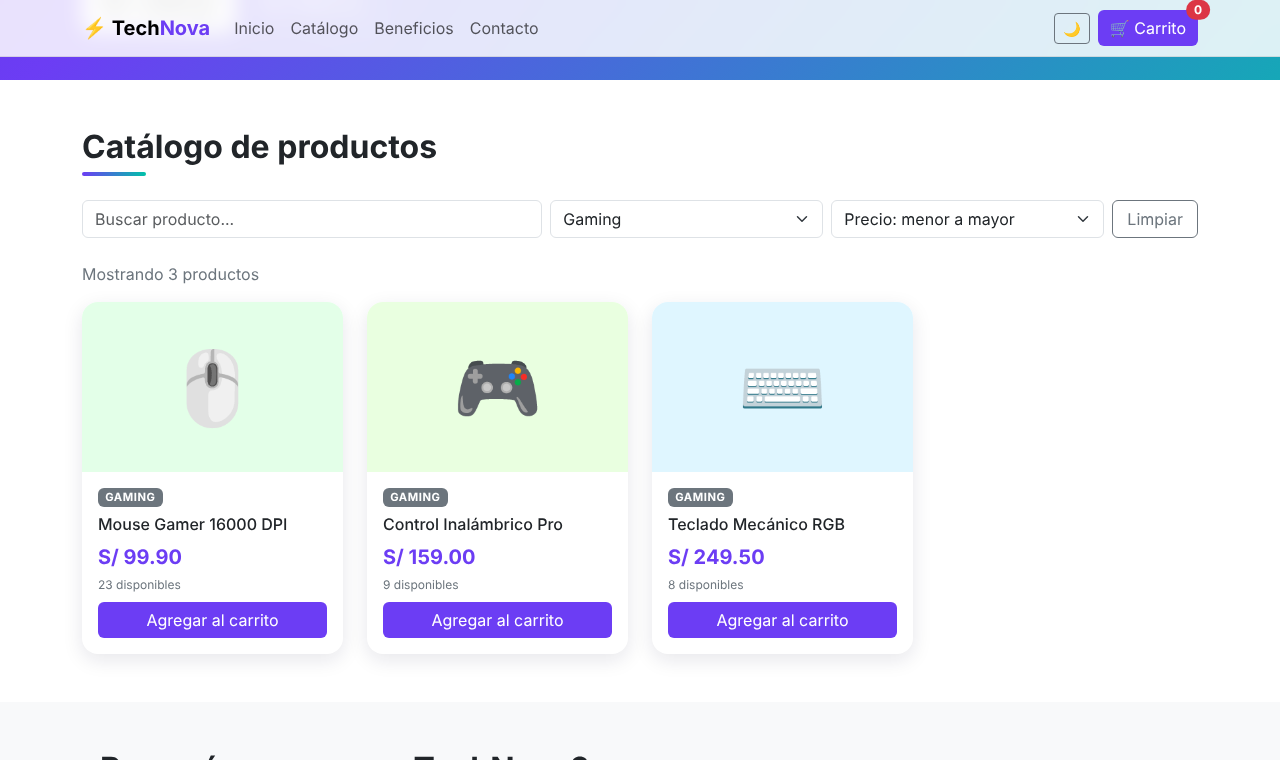 ⚡ TechNova Inicio Catálogo Beneficios Contacto 🌙 🛒 Carrito 0
Catálogo de productos
Buscar producto... Gaming Precio: menor a mayor Limpiar
Mostrando 3 productos
GAMING
Mouse Gamer 16000 DPI
S/ 99.90
23 disponibles
Agregar al carrito
GAMING
Control Inalámbrico Pro
S/ 159.00
9 disponibles
Agregar al carrito
GAMING
Teclado Mecánico RGB
S/ 249.50
8 disponibles
Agregar al carrito